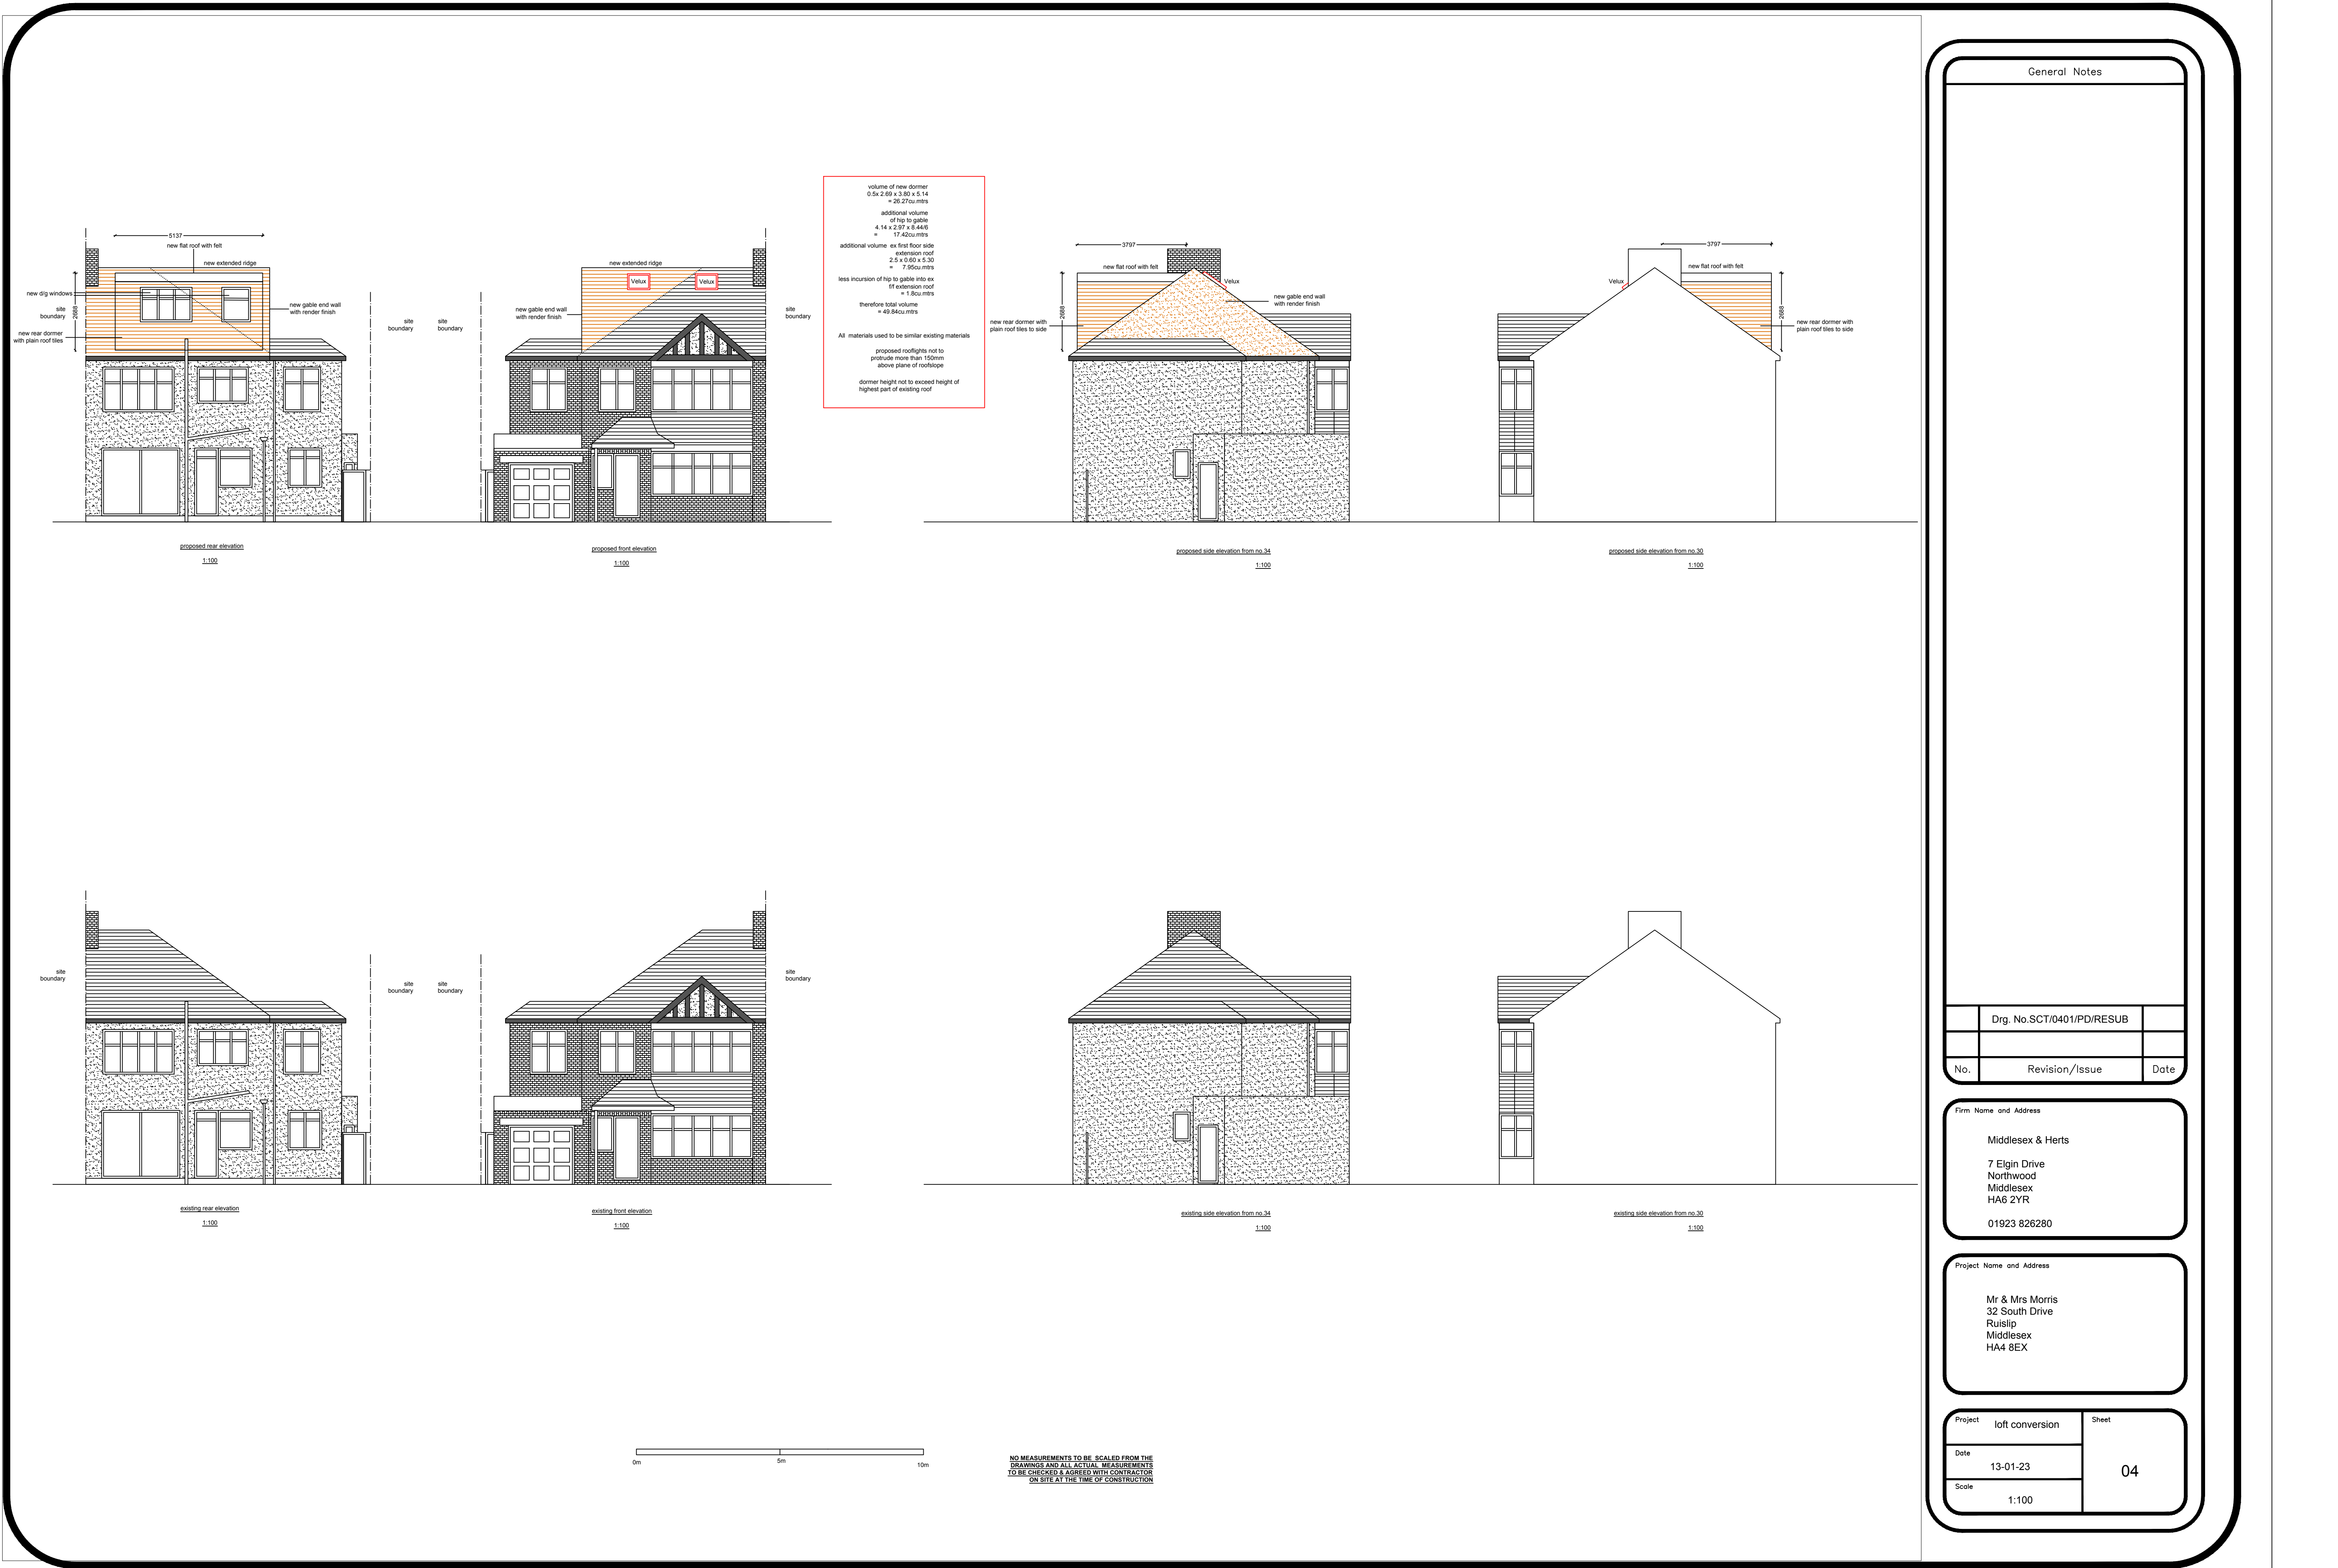 General Notes
volume of new dormer
0.5x 2.69 x 3.80 x 5.14
= 26.27cu.mtrs
additional volume
of hip to gable
4.14 x 2.97 x 8.44/6
= 17.42cu.mtrs
additional volume ex first floor side
extension roof
2.5 x 0.60 x 5.30
= 7.95cu.mtrs
less incursion of hip to gable into ex
f/f extension roof
= 1.8cu.mtrs
therefore total volume
= 49.84cu.mtrs
All materials used to be similar existing materials
proposed rooflights not to
protrude more than 150mm
above plane of roofslope
dormer height not to exceed height of
highest part of existing roof
5137
new flat roof with felt
new extended ridge
new d/g windows
2688
site
boundary
new rear dormer
with plain roof tiles
new gable end wall
with render finish
site
boundary
proposed rear elevation
1:100
site
boundary
new extended ridge
Velux
Velux
new gable end wall
with render finish
site
boundary
proposed front elevation
1:100
3797
new flat roof with felt
Velux
2688
new gable end wall
with render finish
new rear dormer with
plain roof tiles to side
proposed side elevation from no.34
1:100
3797
new flat roof with felt
Velux
2688
new rear dormer with
plain roof tiles to side
proposed side elevation from no.30
1:100
site
boundary
site
boundary
existing rear elevation
1:100
site
boundary
site
boundary
existing front elevation
1:100
existing side elevation from no.34
1:100
existing side elevation from no.30
1:100
0m
5m
10m
NO MEASUREMENTS TO BE SCALED FROM THE
DRAWINGS AND ALL ACTUAL MEASUREMENTS
TO BE CHECKED & AGREED WITH CONTRACTOR
ON SITE AT THE TIME OF CONSTRUCTION
Drg. No.SCT/0401/PD/RESUB
No. Revision/Issue Date
Firm Name and Address
Middlesex & Herts
7 Elgin Drive
Northwood
Middlesex
HA6 2YR
01923 826280
Project Name and Address
Mr & Mrs Morris
32 South Drive
Ruislip
Middlesex
HA4 8EX
Project
loft conversion
Sheet
Date
13-01-23
04
Scale
1:100